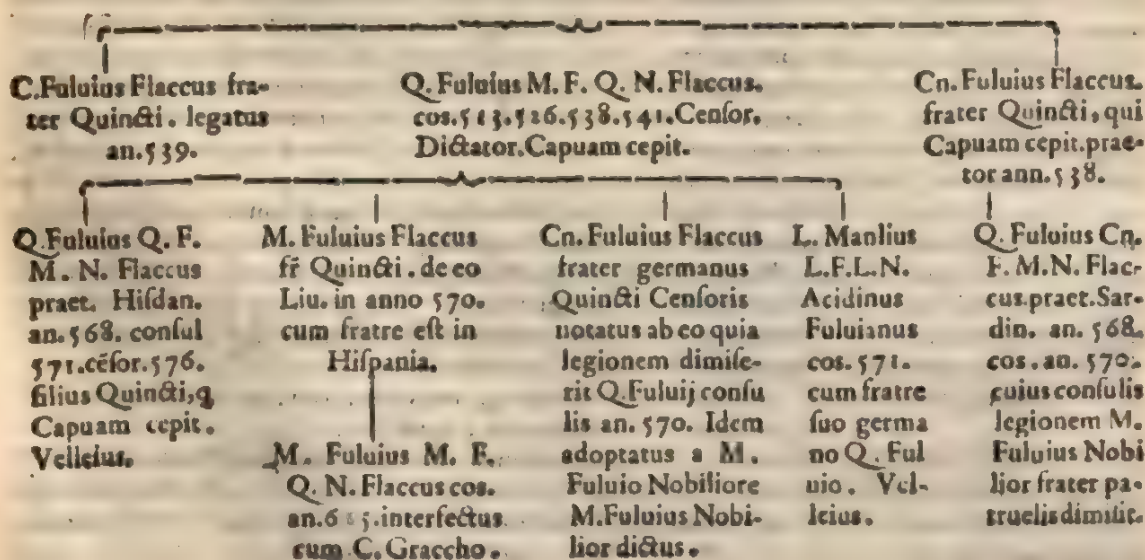 C. Fuluius Flaccus fra-
ter Quincti . legatus
an. 539.
Q. Fuluius M. F. Q. N. Flaccus.
cos. 513. 526. 538. 541. Censor.
Dictator. Capuam cepit.
Cn. Fuluius Flaccus.
frater Quincti, qui
Capuam cepit. prae-
tor ann. 538.
Q. Fuluius Q. F.
M. N. Flaccus
praet. Hisdan.
an. 568. consul
571. cẽsor. 576.
filius Quincti, q
Capuam cepit.
Velleius.
M. Fuluius Flaccus
fr̃ Quincti . de eo
Liu. in anno 570.
cum fratre est in
Hispania.
M. Fuluius M. F.
Q. N. Flaccus cos.
interfectus
cum C. Graccho.
Cn. Fuluius Flaccus
frater germanus
Quincti Censoris
notatus ab eo quia
legionem dimise-
rit Q. Fuluij consu
lis an. 570. Idem
adoptatus a M.
Fuluio Nobiliore
M. Fuluius Nobi-
lior dictus.
L. Manlius
L. F. L. N.
Acidinus
Fuluianus
cos. 571.
cum fratre
suo germa
no Q. Ful
uio. Vel-
leius.
Q. Fuluius Cn.
F. M. N. Flac-
cus. praet. Sar-
din. an. 568.
cos. an. 570.
cuius consulis
legionem M.
Fuluius Nobi
lior frater pa-
truelis dimisit.